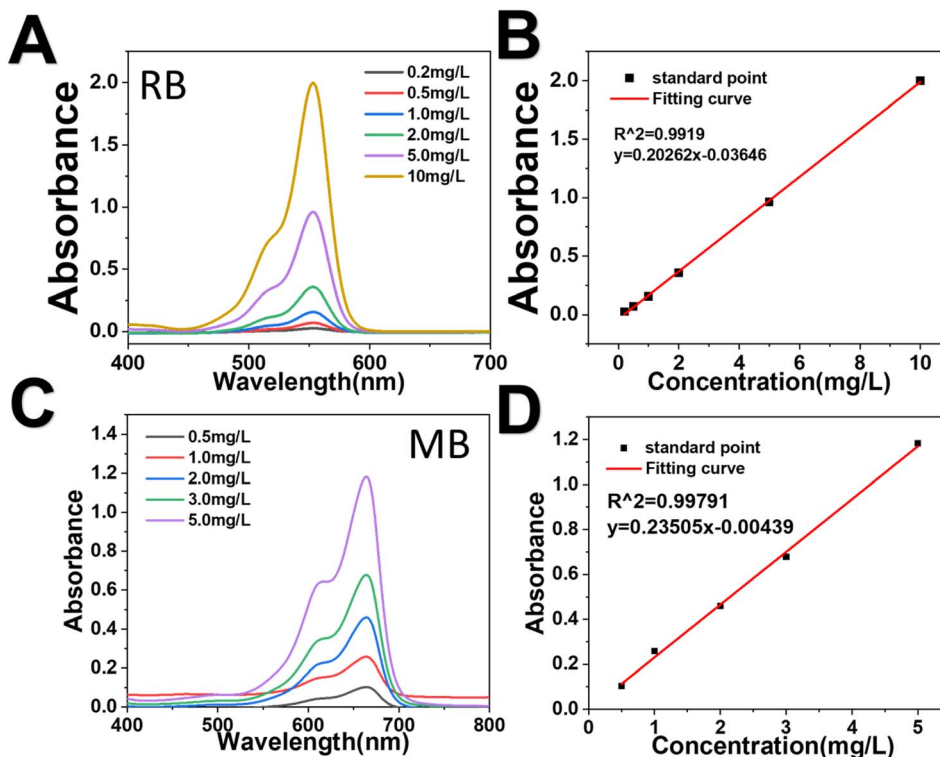 A
RB
0.2mg/L
0.5mg/L
1.0mg/L
2.0mg/L
5.0mg/L
10mg/L
Absorbance
2.0
1.5
1.0
0.5
0.0
400 500 600 700
Wavelength(nm)
B
standard point
Fitting curve
R^2=0.9919
y=0.20262x-0.03646
Absorbance
2.0
1.5
1.0
0.5
0.0
0 2 4 6 8 10
Concentration(mg/L)
C
MB
0.5mg/L
1.0mg/L
2.0mg/L
3.0mg/L
5.0mg/L
Absorbance
1.4
1.2
1.0
0.8
0.6
0.4
0.2
0.0
400 500 600 700 800
Wavelength(nm)
D
standard point
Fitting curve
R^2=0.99791
y=0.23505x-0.00439
Absorbance
1.2
1.0
0.8
0.6
0.4
0.2
0.0
0 1 2 3 4 5
Concentration(mg/L)